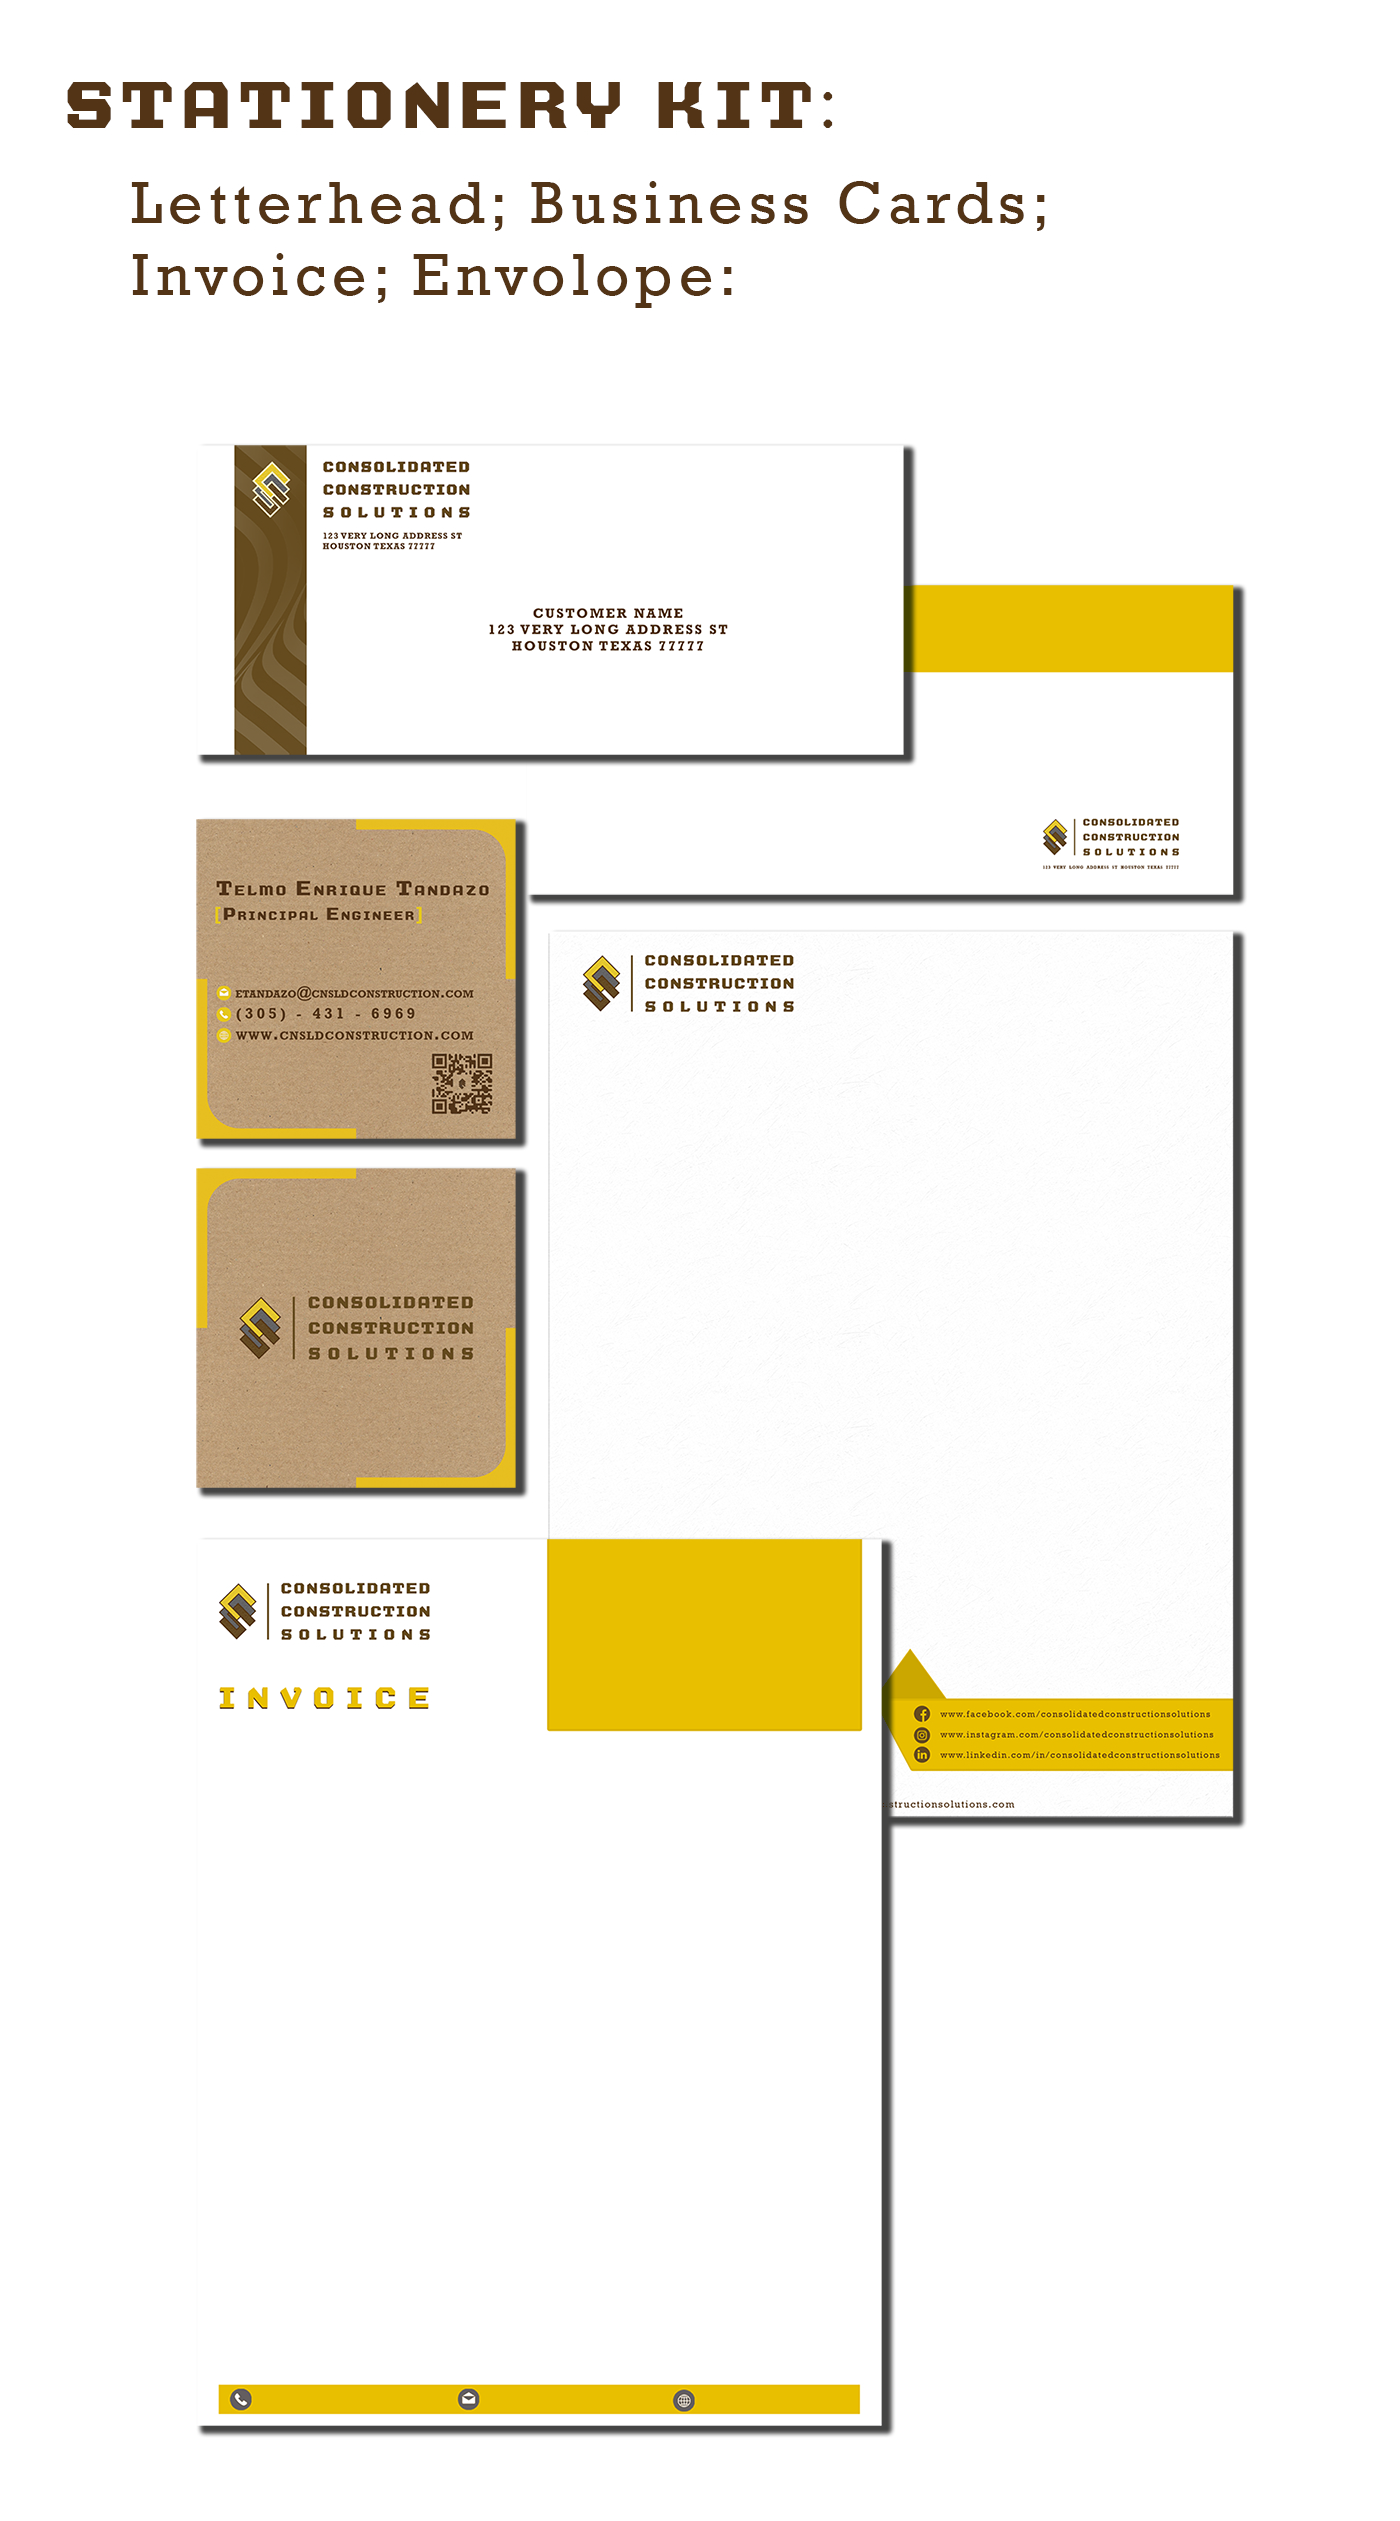 STATIONERY KIT:
Letterhead; Business Cards;
Invoice; Envolope:
CONSOLIDATED
CONSTRUCTION
SOLUTIONS
123 VERY LONG ADDRESS ST
HOUSTON TEXAS 77777
CUSTOMER NAME
123 VERY LONG ADDRESS ST
HOUSTON TEXAS 77777
CONSOLIDATED
CONSTRUCTION
SOLUTIONS
123 VERY LONG ADDRESS ST HOUSTON TEXAS 77777
TELMO ENRIQUE TANDAZO
[PRINCIPAL ENGINEER]
ETANDAZO@CNSLDCONSTRUCTION.COM
(305) - 431 - 6969
WWW.CNSLDCONSTRUCTION.COM
CONSOLIDATED
CONSTRUCTION
SOLUTIONS
CONSOLIDATED
CONSTRUCTION
SOLUTIONS
CONSOLIDATED
CONSTRUCTION
SOLUTIONS
INVOICE
www.facebook.com/consolidatedconstructionsolutions
www.instagram.com/consolidatedconstructionsolutions
www.linkedin.com/in/consolidatedconstructionsolutions
structionsolutions.com